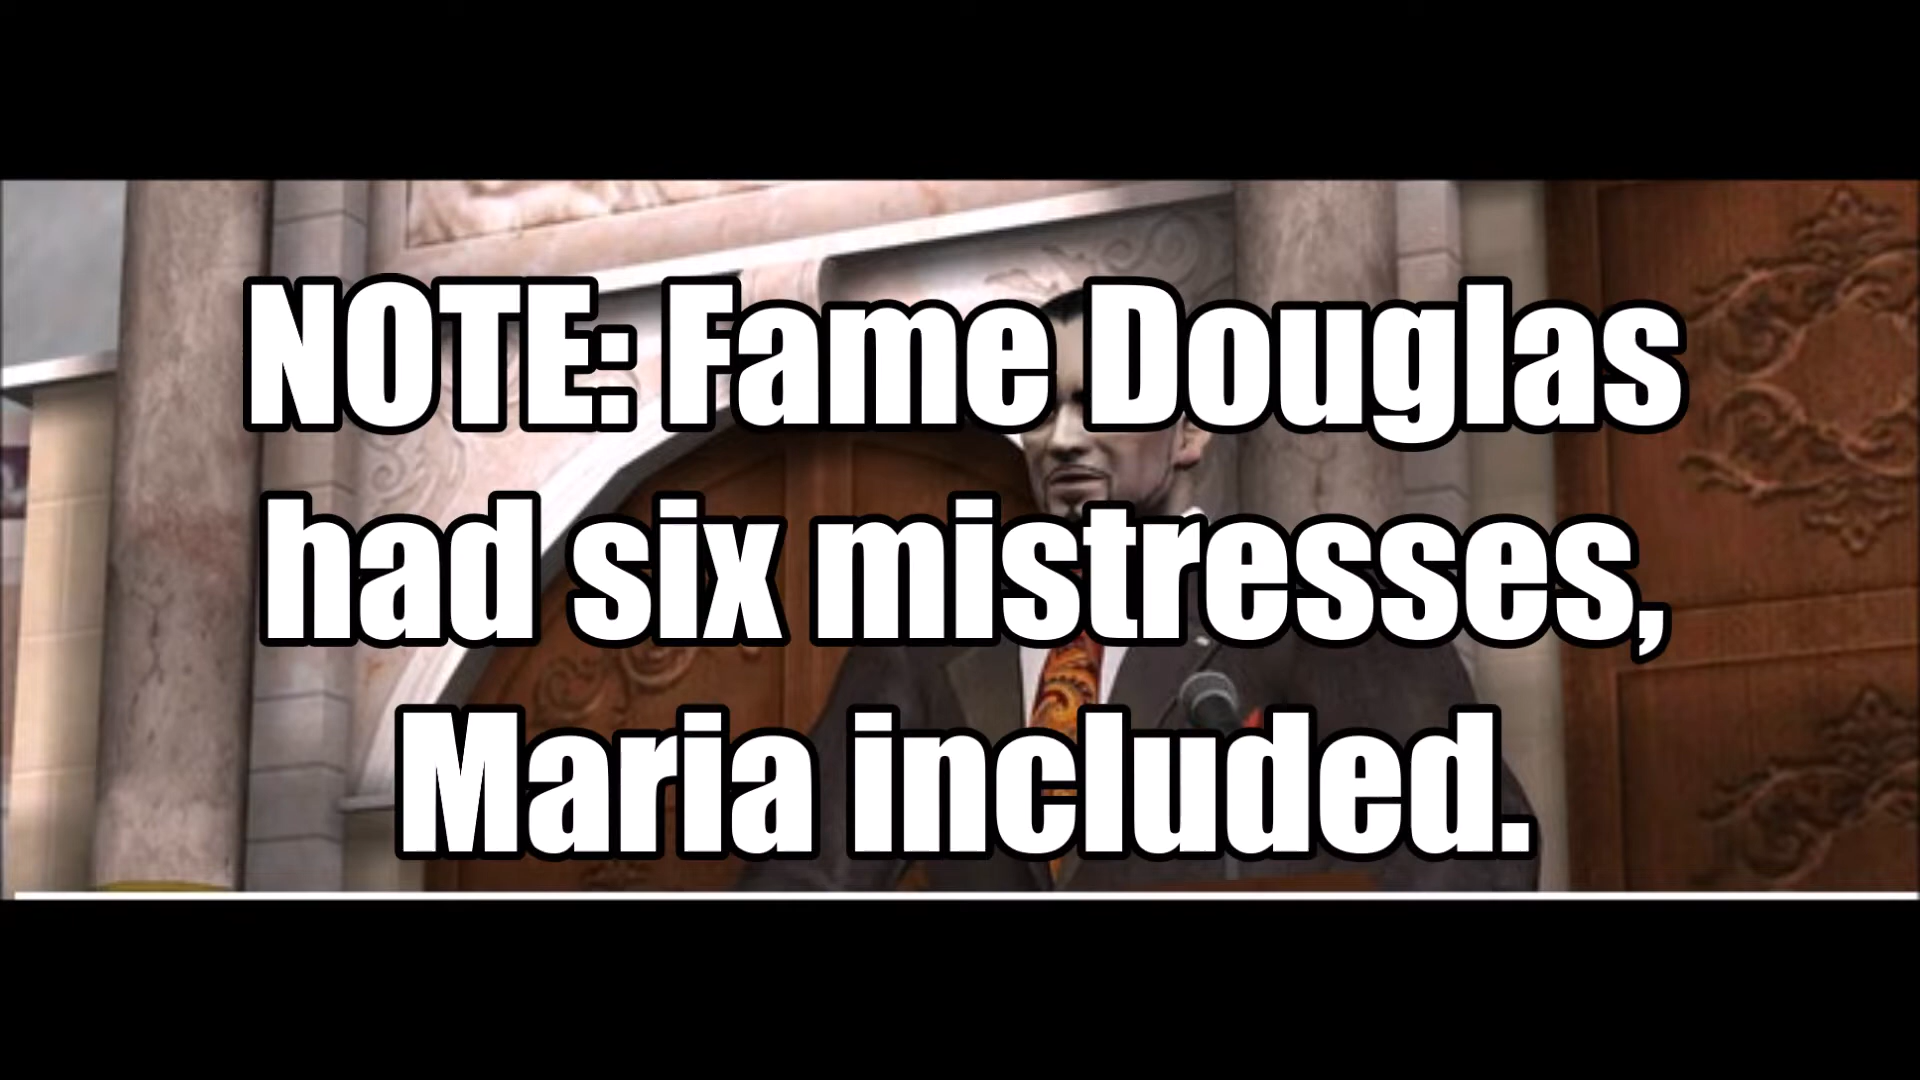 NOTE: Fame Douglas
had six mistresses,
Maria included.